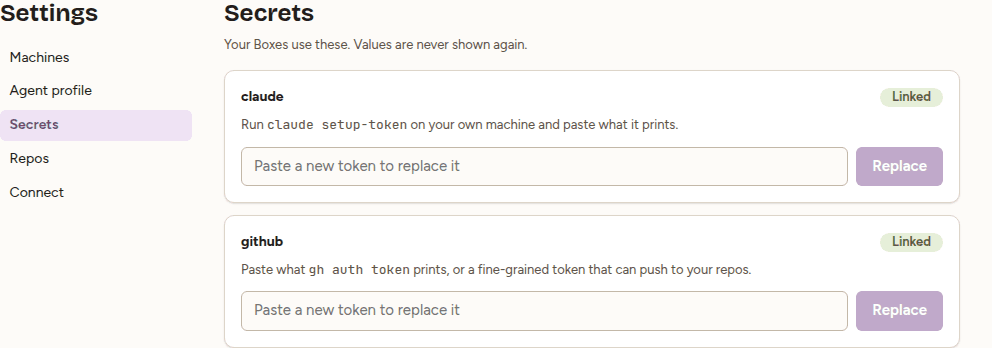 Settings
Machines
Agent profile
Secrets
Repos
Connect
Secrets
Your Boxes use these. Values are never shown again.
claude
Linked
Run claude setup-token on your own machine and paste what it prints.
Paste a new token to replace it
Replace
github
Linked
Paste what gh auth token prints, or a fine-grained token that can push to your repos.
Paste a new token to replace it
Replace